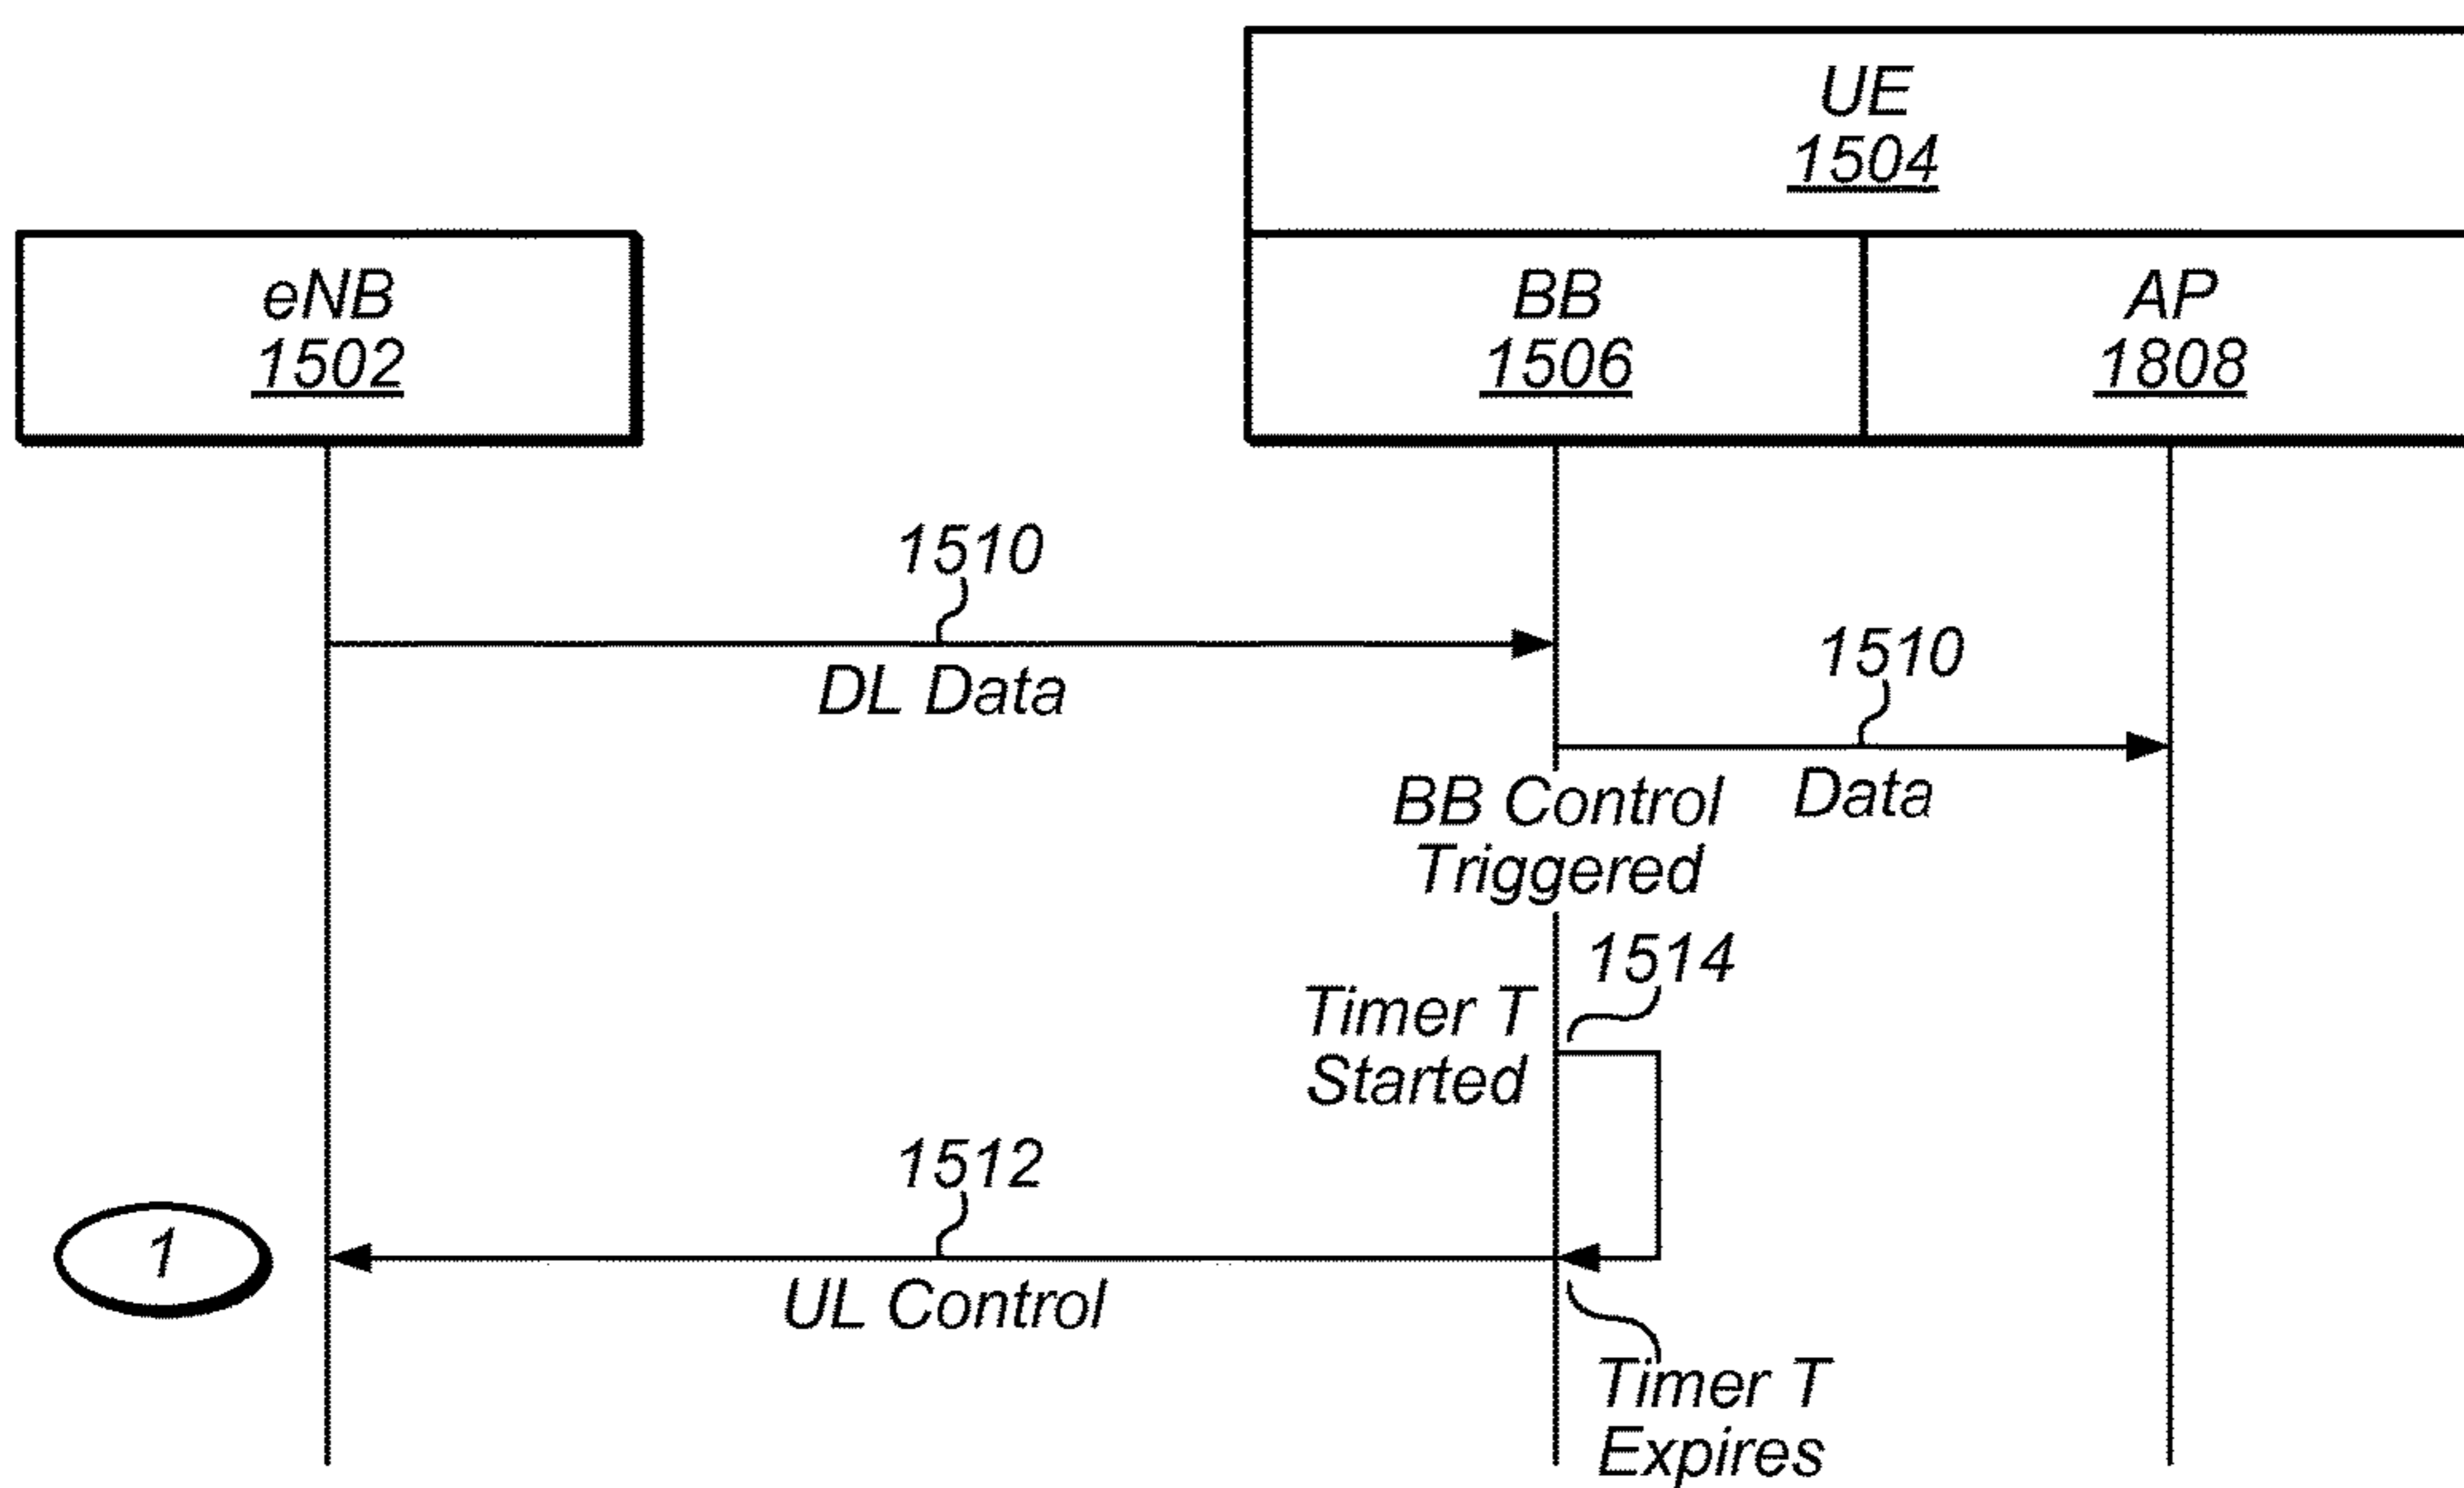 UE
1504
eNB
1502
BB
1506
AP
1808
1510
DL Data
1510
Data
BB Control
Triggered
1514
Timer T
Started
1512
1
UL Control
Timer T
Expires